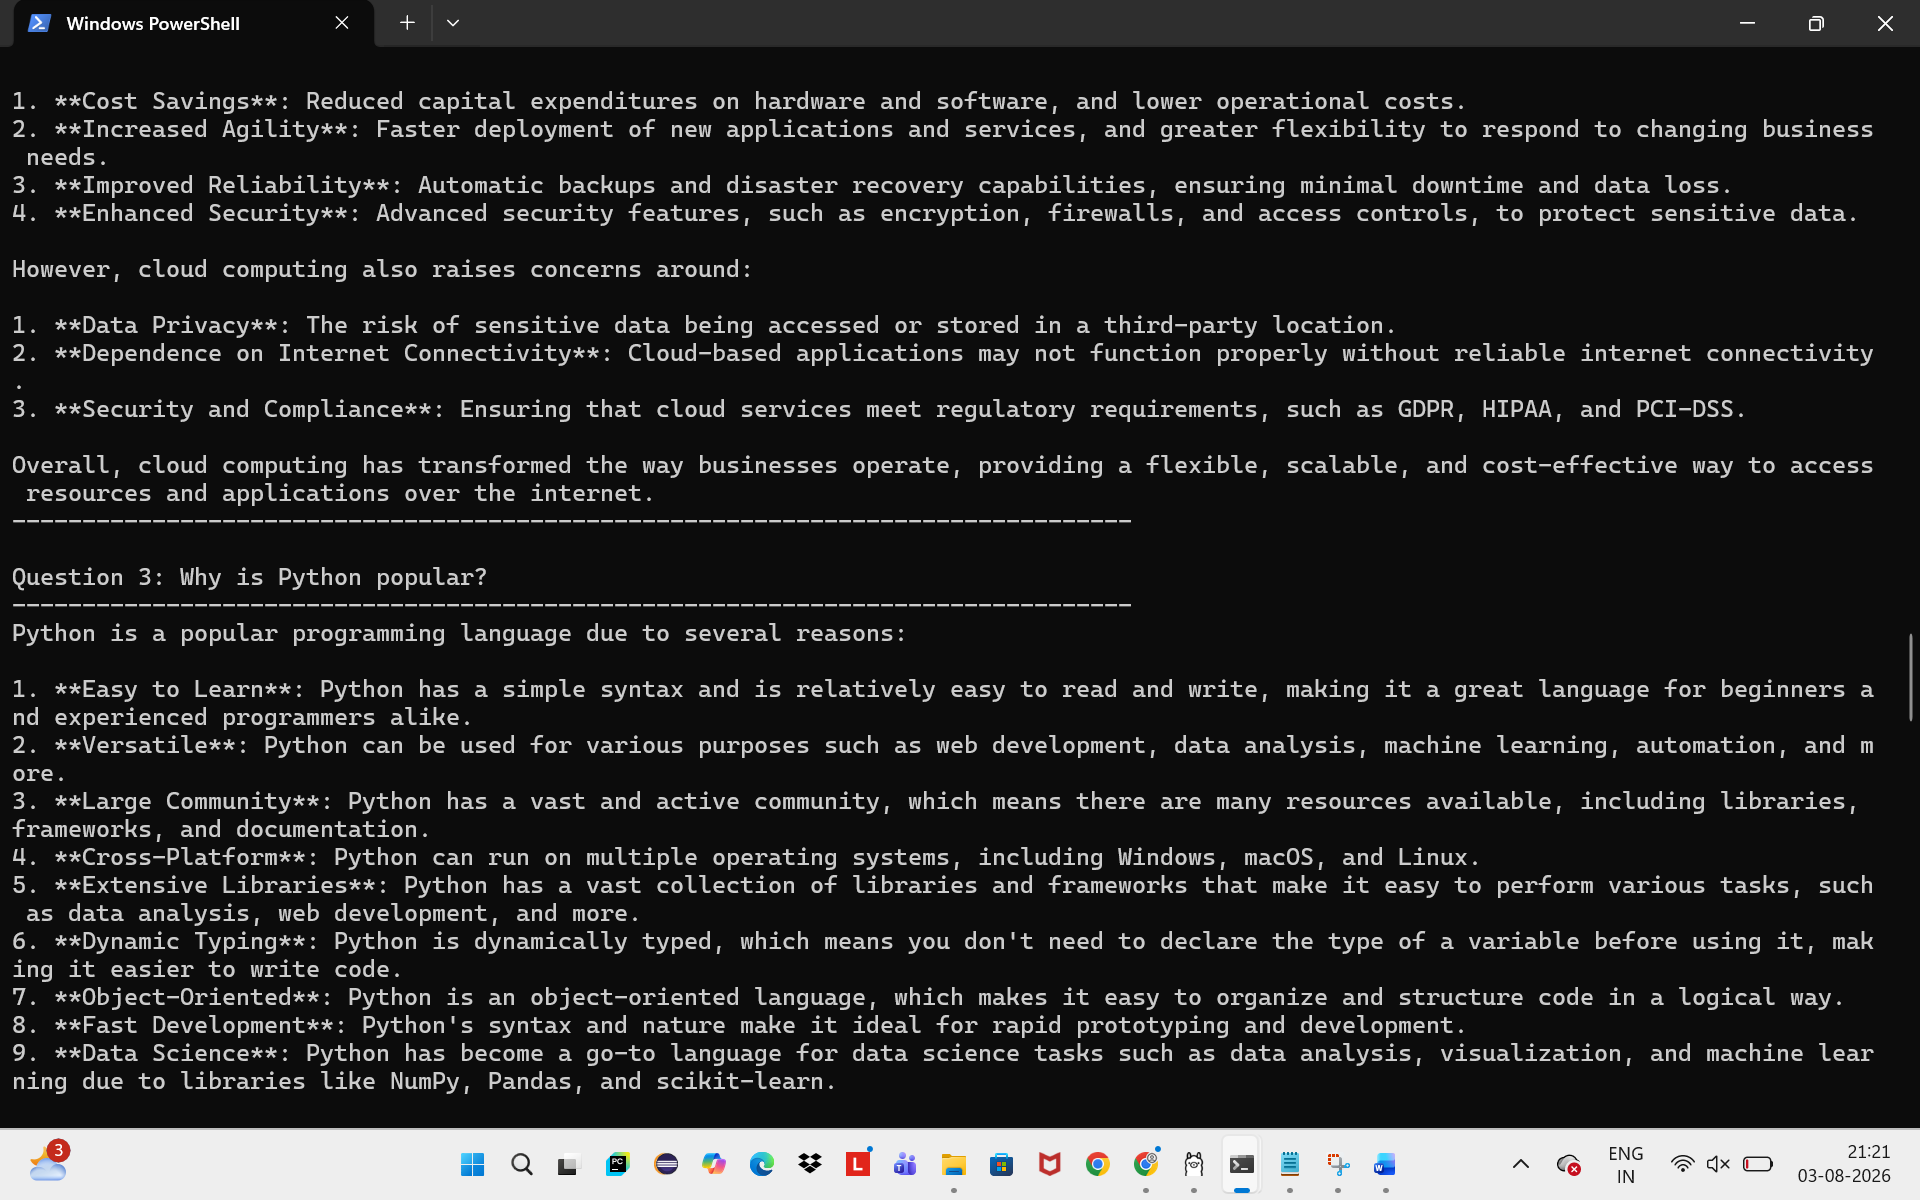 Windows PowerShell
1. **Cost Savings**: Reduced capital expenditures on hardware and software, and lower operational costs.
2. **Increased Agility**: Faster deployment of new applications and services, and greater flexibility to respond to changing business
 needs.
3. **Improved Reliability**: Automatic backups and disaster recovery capabilities, ensuring minimal downtime and data loss.
4. **Enhanced Security**: Advanced security features, such as encryption, firewalls, and access controls, to protect sensitive data.
However, cloud computing also raises concerns around:
1. **Data Privacy**: The risk of sensitive data being accessed or stored in a third-party location.
2. **Dependence on Internet Connectivity**: Cloud-based applications may not function properly without reliable internet connectivity
.
3. **Security and Compliance**: Ensuring that cloud services meet regulatory requirements, such as GDPR, HIPAA, and PCI-DSS.
Overall, cloud computing has transformed the way businesses operate, providing a flexible, scalable, and cost-effective way to access
 resources and applications over the internet.
--------------------------------------------------------------------------------
Question 3: Why is Python popular?
--------------------------------------------------------------------------------
Python is a popular programming language due to several reasons:
1. **Easy to Learn**: Python has a simple syntax and is relatively easy to read and write, making it a great language for beginners a
nd experienced programmers alike.
2. **Versatile**: Python can be used for various purposes such as web development, data analysis, machine learning, automation, and m
ore.
3. **Large Community**: Python has a vast and active community, which means there are many resources available, including libraries,
frameworks, and documentation.
4. **Cross-Platform**: Python can run on multiple operating systems, including Windows, macOS, and Linux.
5. **Extensive Libraries**: Python has a vast collection of libraries and frameworks that make it easy to perform various tasks, such
 as data analysis, web development, and more.
6. **Dynamic Typing**: Python is dynamically typed, which means you don't need to declare the type of a variable before using it, mak
ing it easier to write code.
7. **Object-Oriented**: Python is an object-oriented language, which makes it easy to organize and structure code in a logical way.
8. **Fast Development**: Python's syntax and nature make it ideal for rapid prototyping and development.
9. **Data Science**: Python has become a go-to language for data science tasks such as data analysis, visualization, and machine lear
ning due to libraries like NumPy, Pandas, and scikit-learn.
3
PC
L
T
W
ENG
IN
21:21
03-08-2026